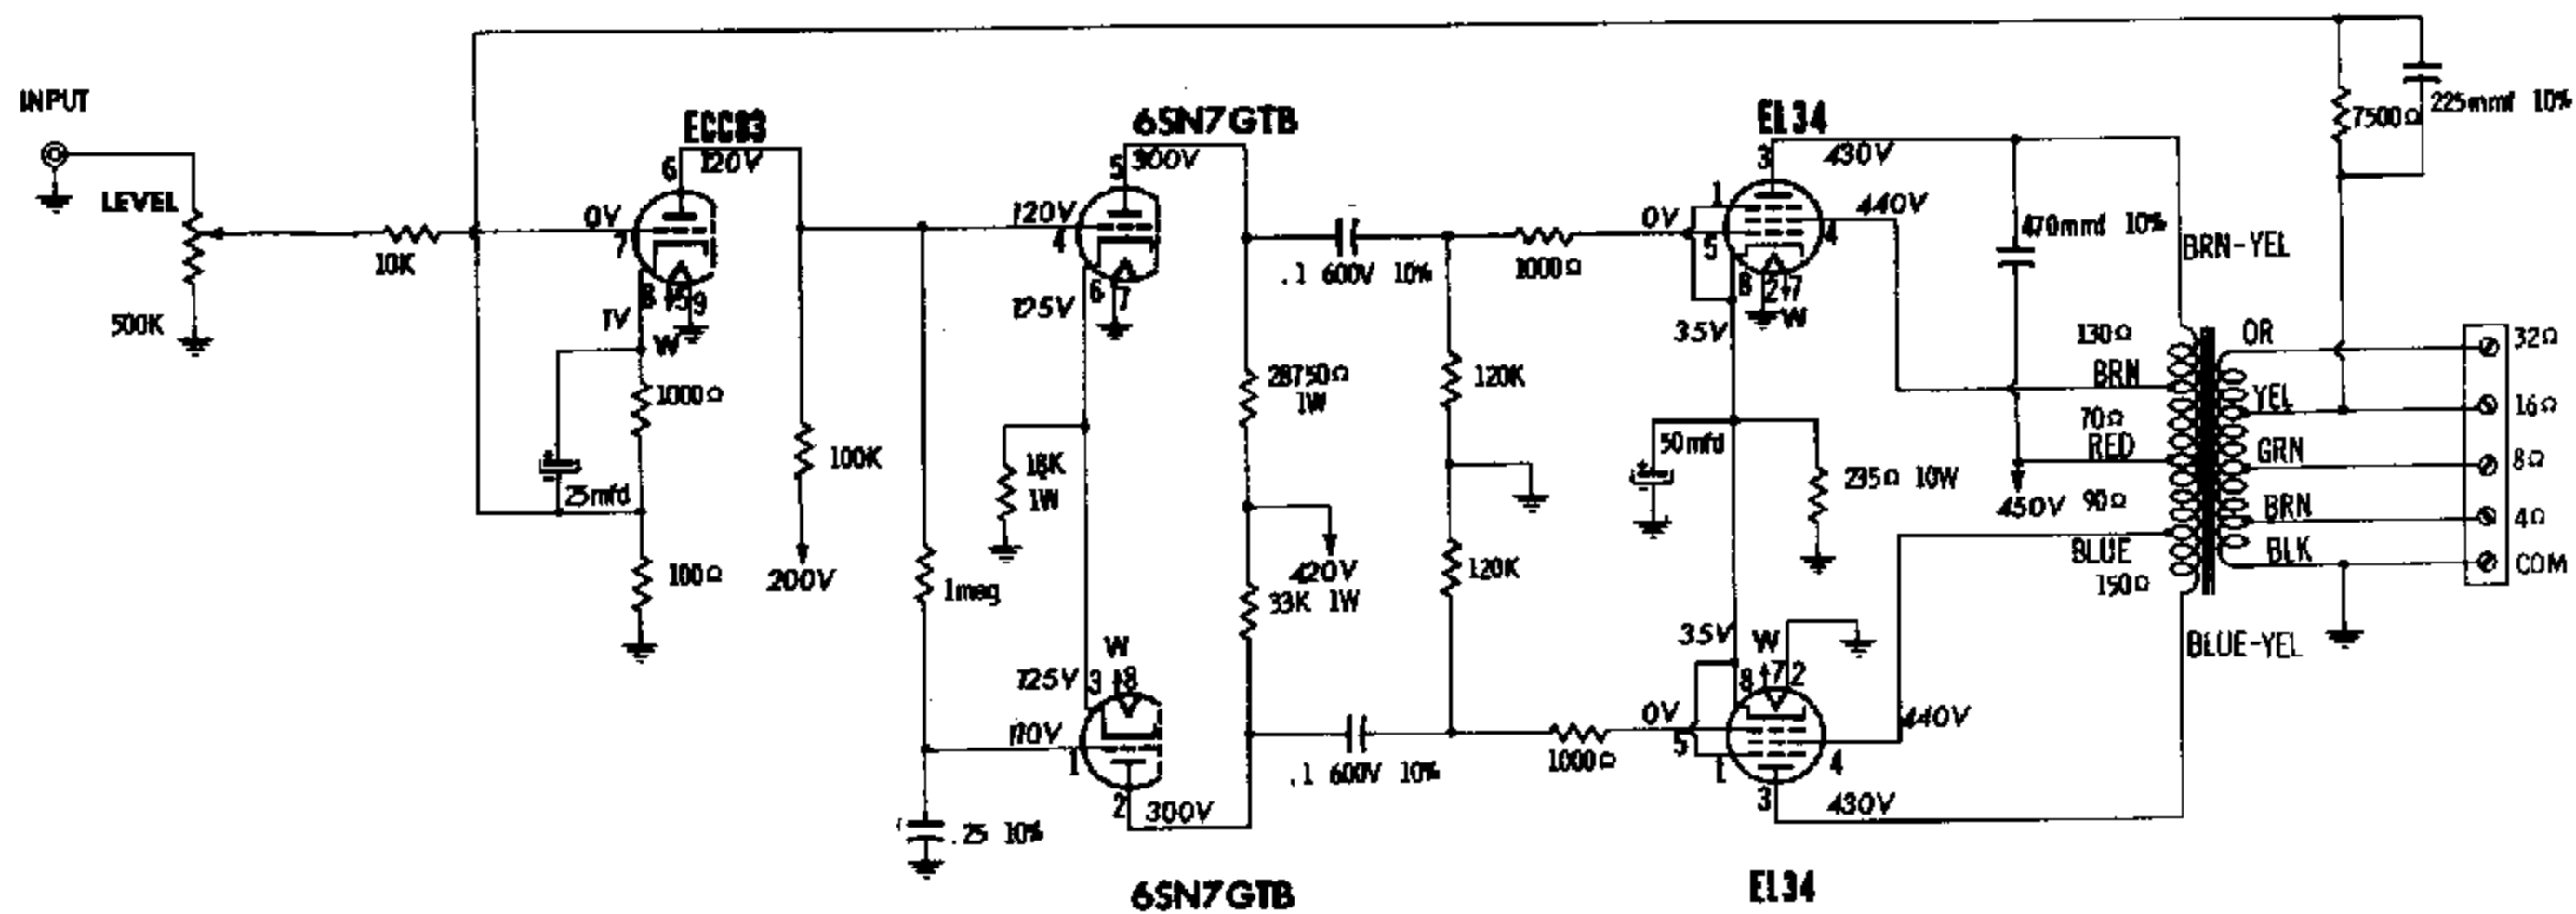 INPUT
LEVEL
500K
10K
ECC83
6
120V
0V
7
8
5
9
1V
W
1000Ω
25mfd
100Ω
100K
200V
1meg
.25 10%
6SN7GTB
5
300V
120V
4
6
7
125V
18K
1W
W
125V
3
8
110V
1
2
300V
6SN7GTB
28750Ω
1W
420V
33K 1W
.1 600V 10%
.1 600V 10%
120K
120K
1000Ω
1000Ω
EL34
3
430V
1
0V
5
440V
4
8
2
7
W
35V
50mfd
235Ω 10W
35V
W
8
7
2
0V
5
1
4
440V
3
430V
EL34
470mmf 10%
450V
BRN-YEL
130Ω
BRN
70Ω
RED
90Ω
BLUE
150Ω
BLUE-YEL
7500Ω
225mmf 10%
OR
32Ω
YEL
16Ω
GRN
8Ω
BRN
4Ω
BLK
COM